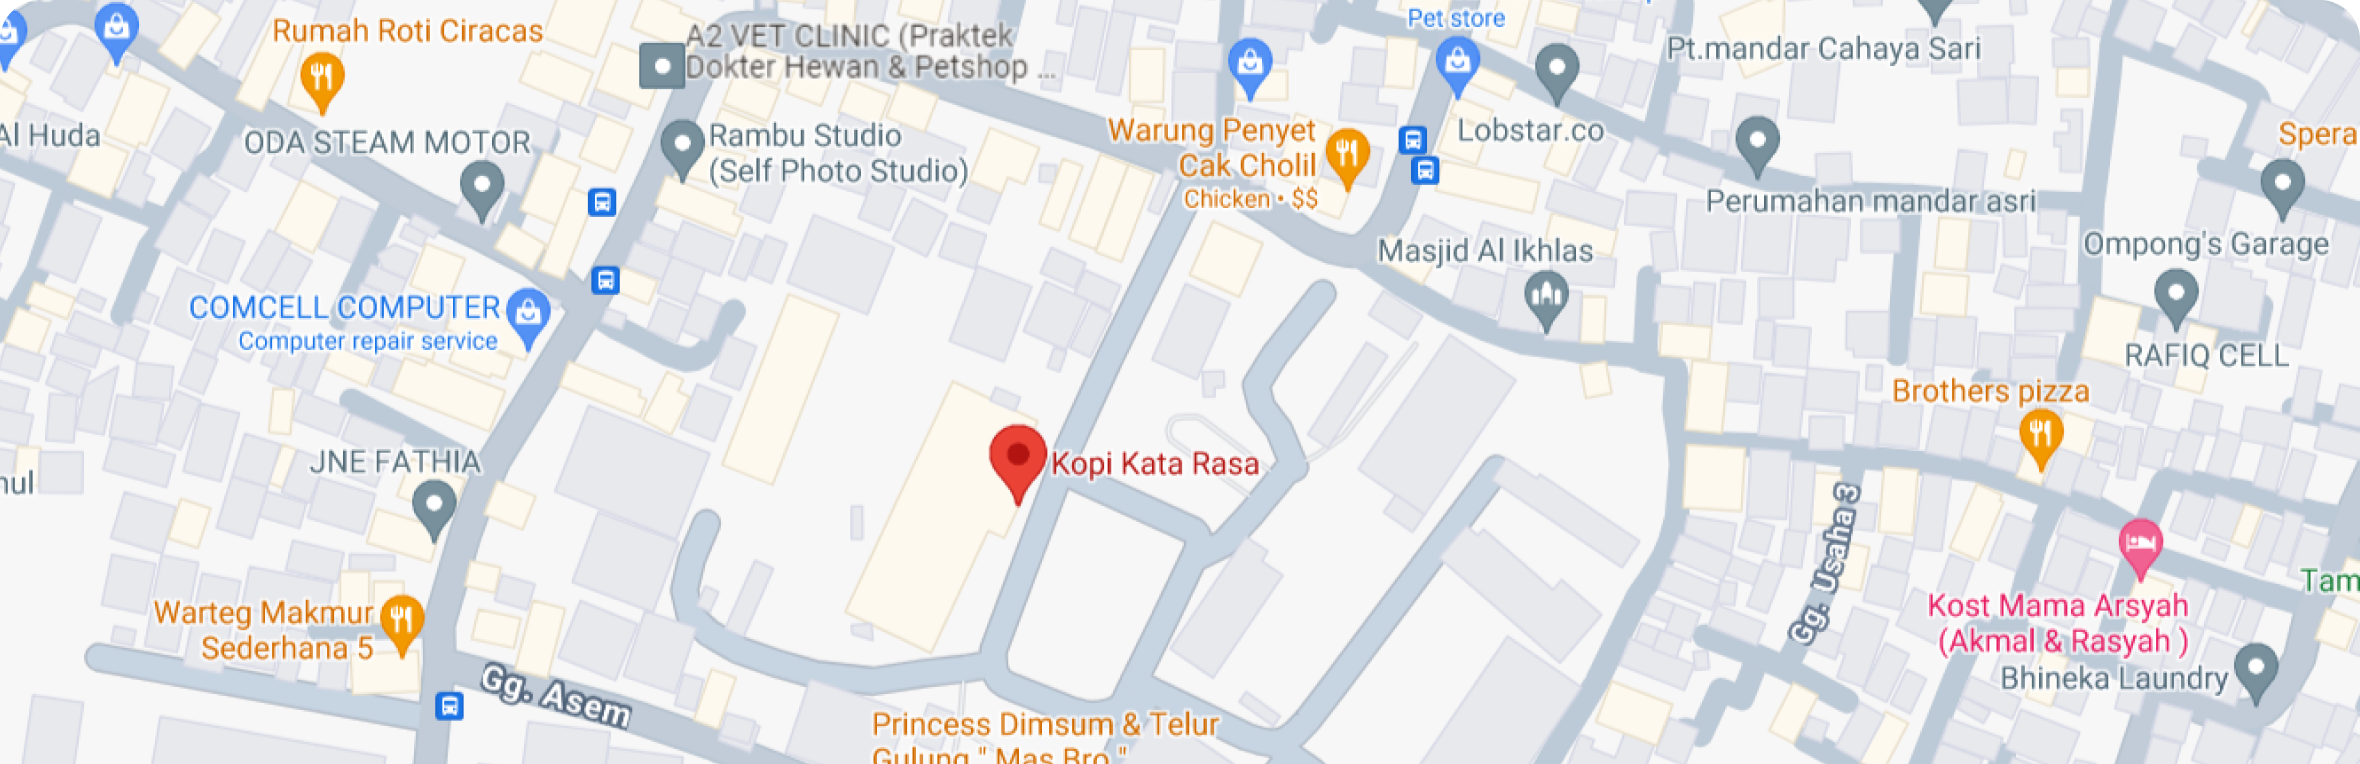 Rumah Roti Ciracas
A2 VET CLINIC (Praktek
Dokter Hewan & Petshop ...
Pet store
Pt.mandar Cahaya Sari
Al Huda
ODA STEAM MOTOR
Rambu Studio
(Self Photo Studio)
Warung Penyet
Cak Cholil
Chicken • $$
Lobstar.co
Spera
Perumahan mandar asri
Masjid Al Ikhlas
Ompong's Garage
COMCELL COMPUTER
Computer repair service
RAFIQ CELL
Brothers pizza
JNE FATHIA
Kopi Kata Rasa
nul
Gg. Usaha 3
Warteg Makmur
Sederhana 5
Tam
Kost Mama Arsyah
(Akmal & Rasyah )
Bhineka Laundry
Gg. Asem
Princess Dimsum & Telur
Gulung " Mas Bro "